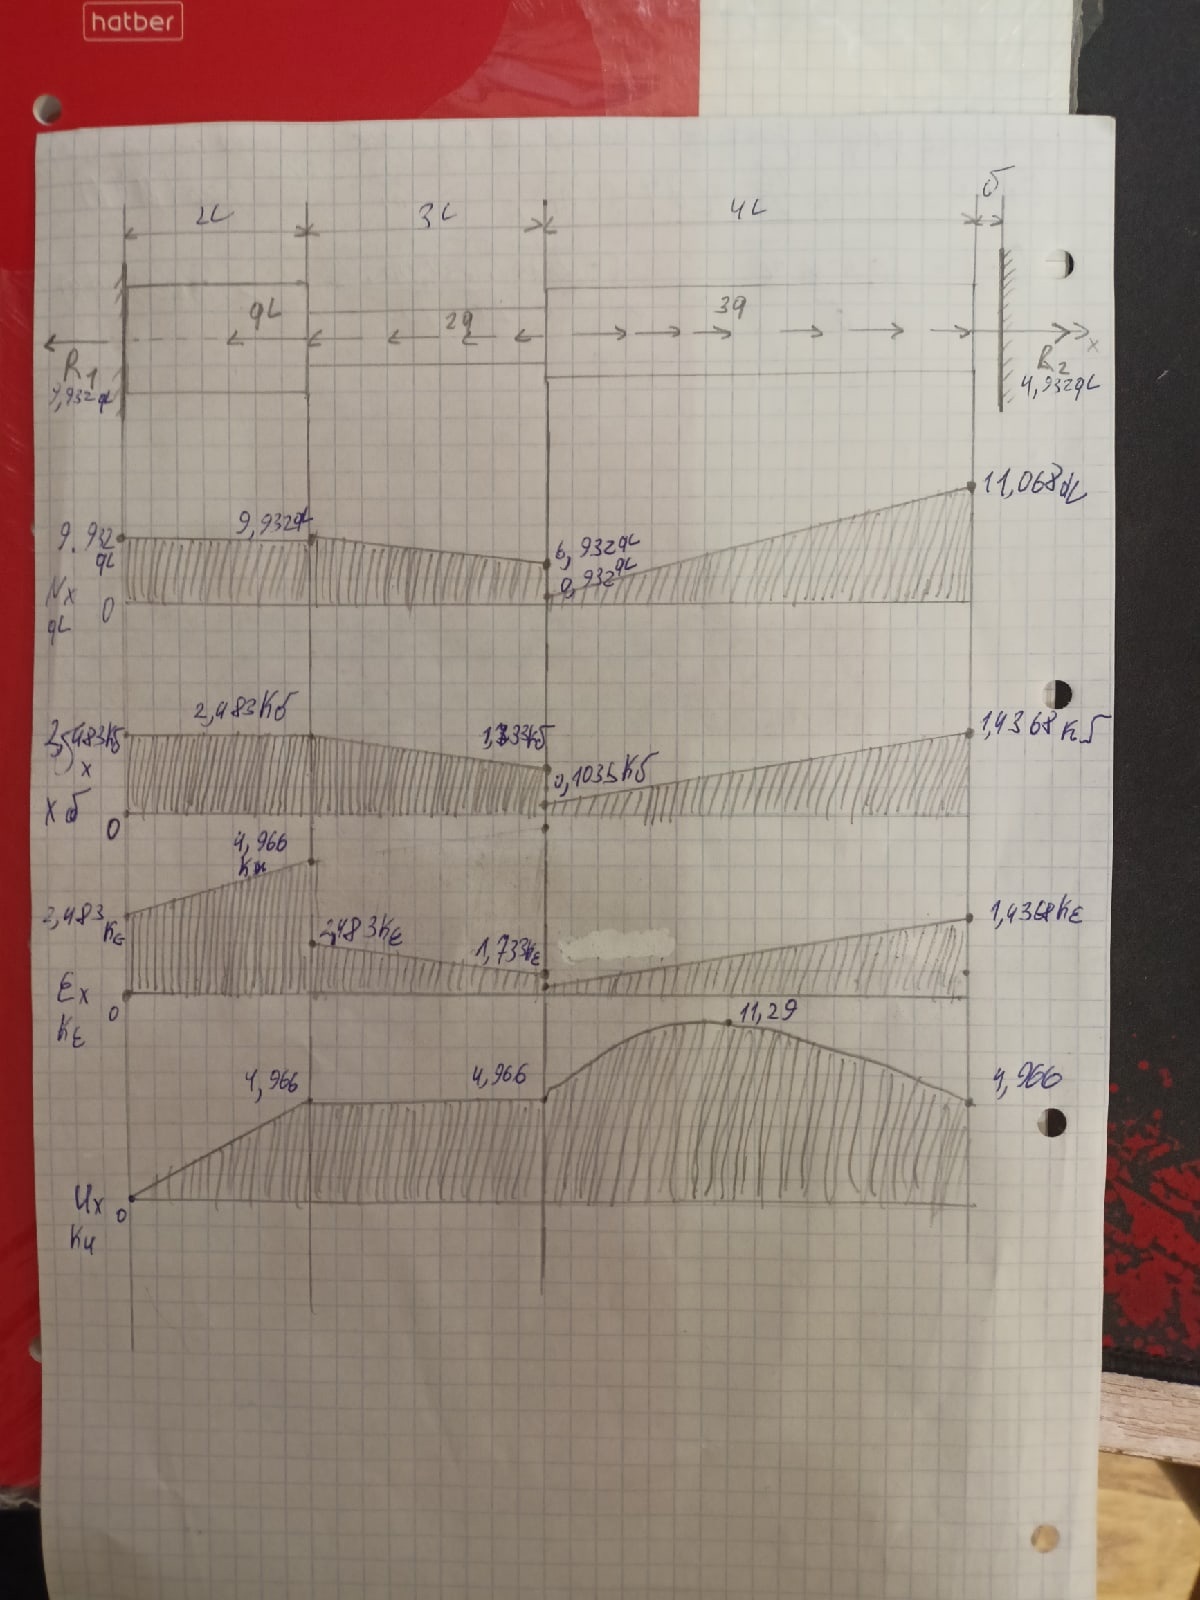 hatber
2L
3L
4L
δ
qL
2q
3q
x
R1
9,932qL
R2
4,932qL
11,068qL
9.932
qL
9,932qL
6,932qL
0,932qL
Nx
qL
0
2,483Kб
2,483Kб
1,733Kб
0,1035Kб
1,4368Kб
x
0
4,966
2,483
Kε
2,483Kε
1,733Kε
1,4368Kε
εx
Kε
0
11,29
4,966
4,966
4,966
Ux
Ku
0